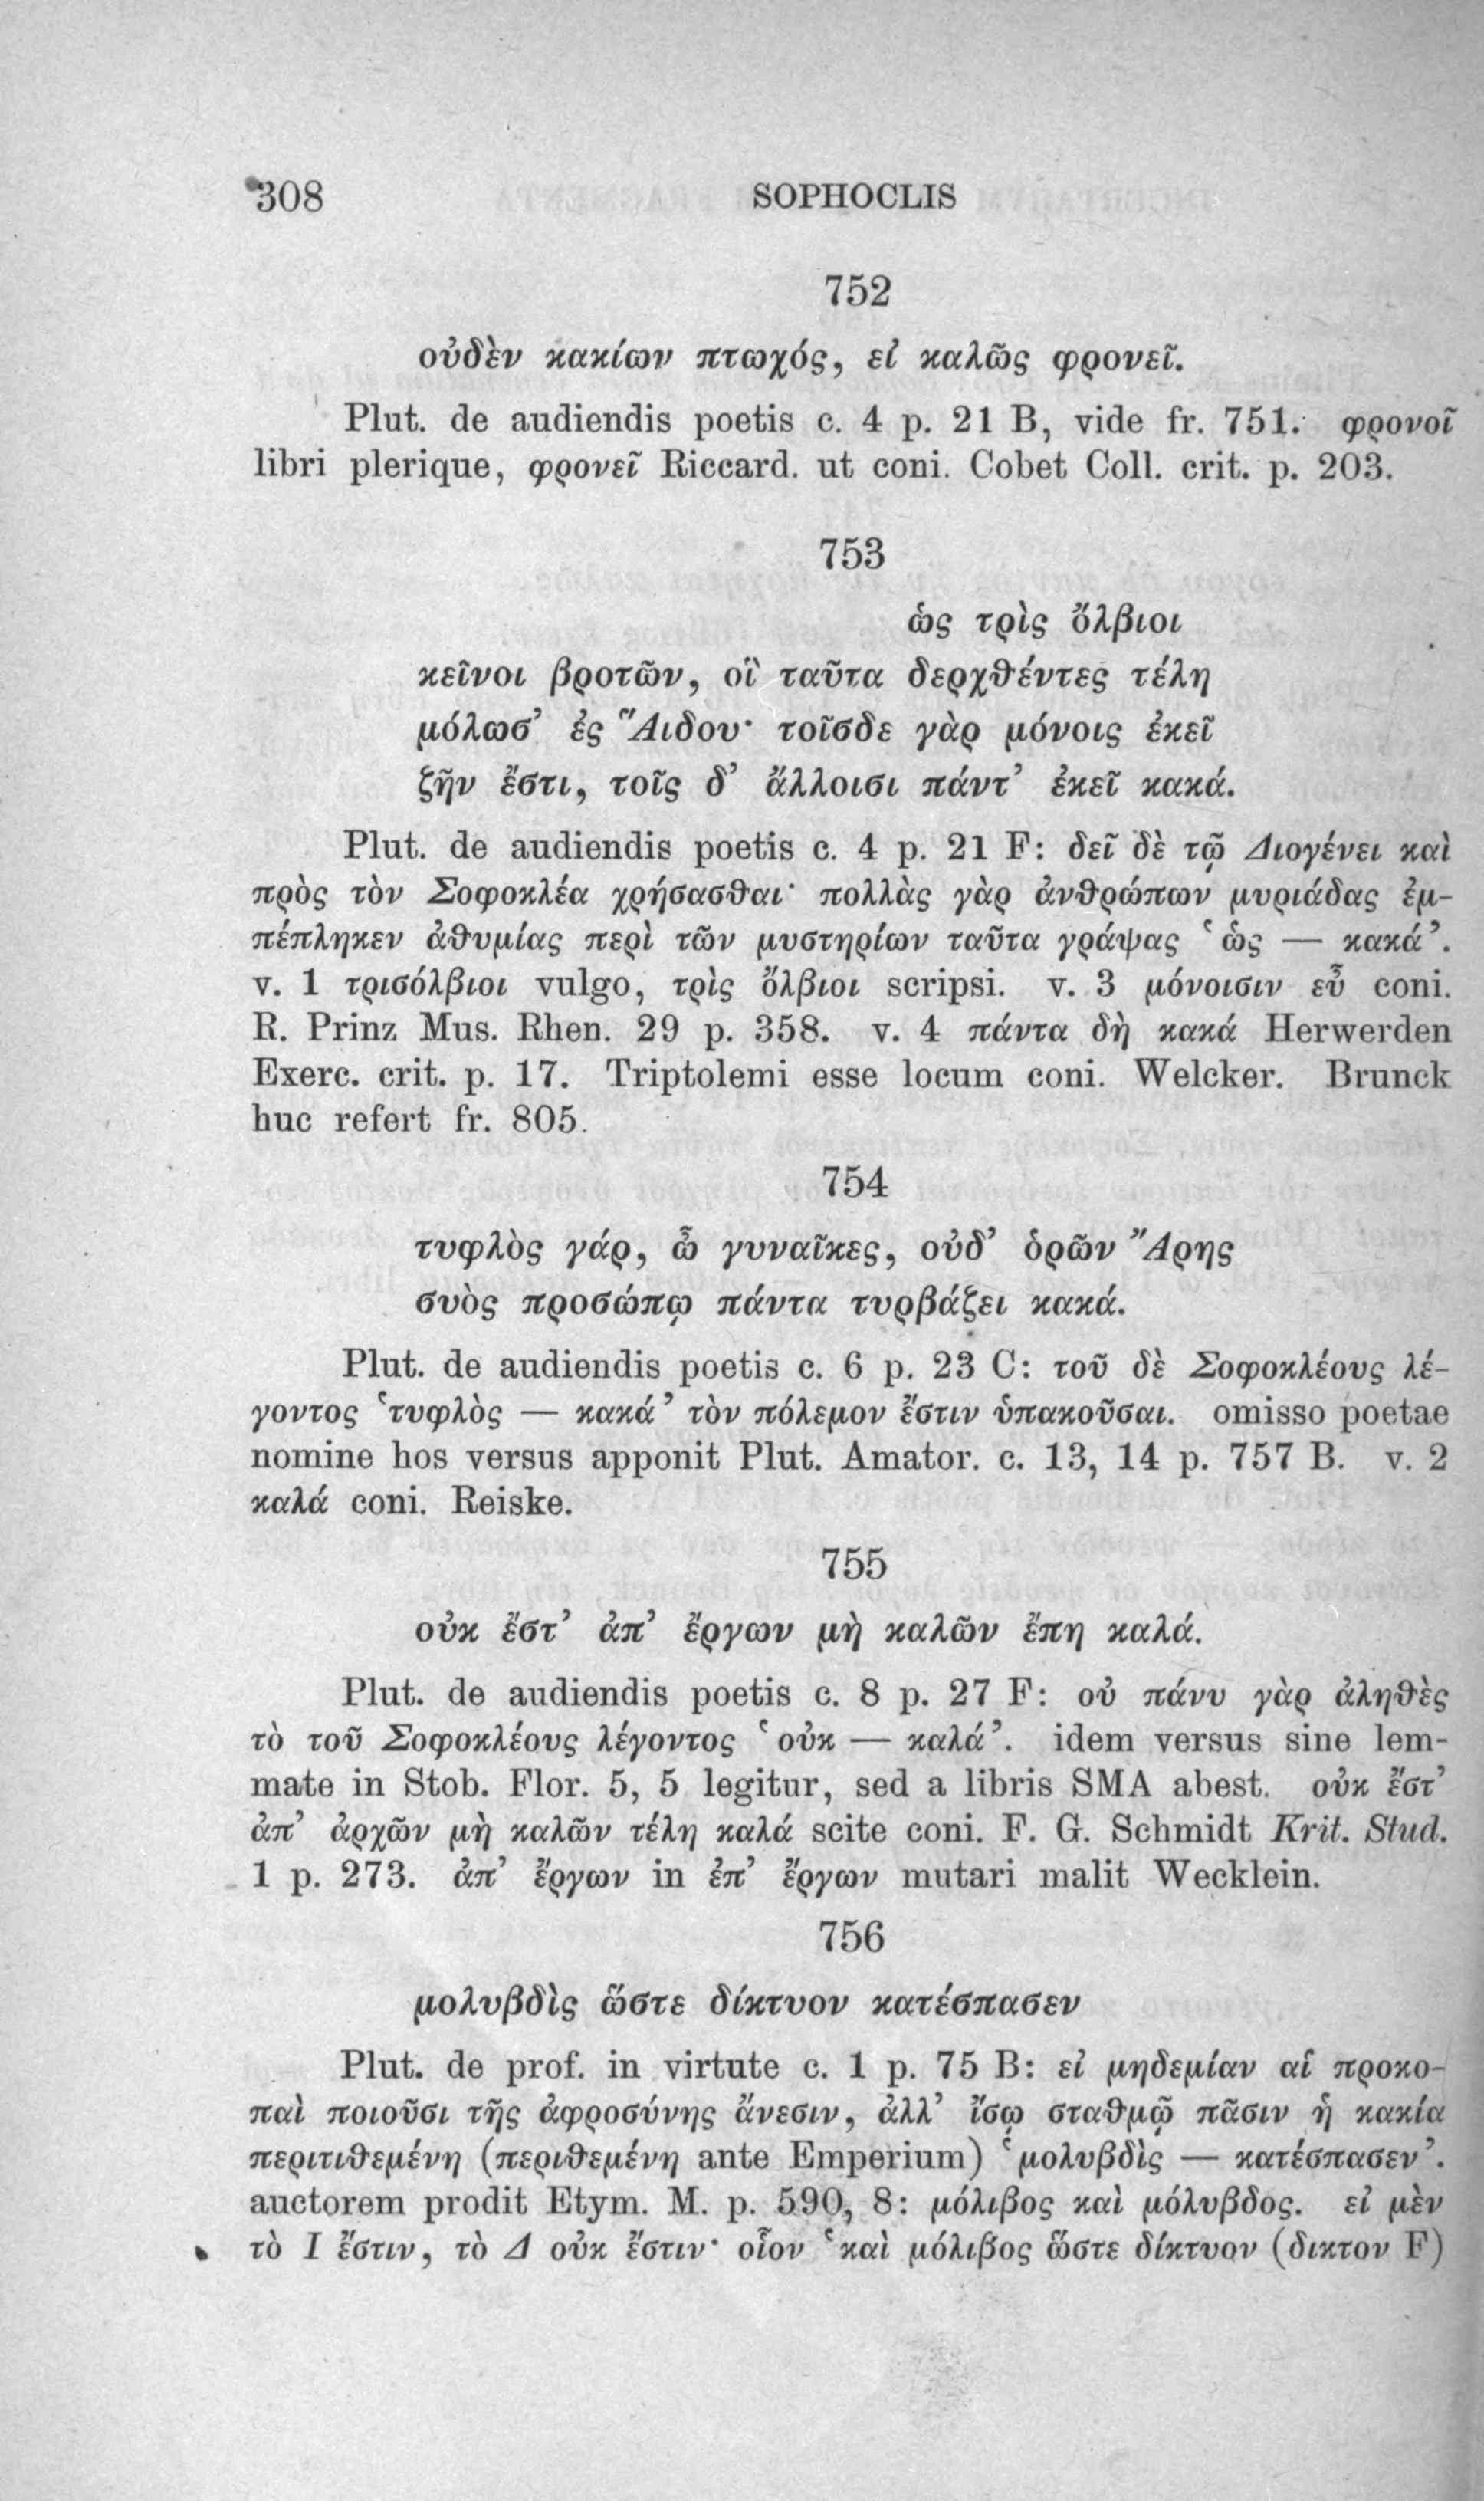 308 SOPHOCLIS
752
οὐδὲν κακίων πτωχός, εἰ καλῶς φρονεῖ.
Plut. de audiendis poetis c. 4 p. 21 B, vide fr. 751. φρονοῖ
libri plerique, φρονεῖ Riccard. ut coni. Cobet Coll. crit. p. 203.
753
ὡς τρὶς ὄλβιοι
κεῖνοι βροτῶν, οἳ ταῦτα δερχθέντες τέλη
μόλωσ’ ἐς Ἅιδου· τοῖσδε γὰρ μόνοις ἐκεῖ
ζῆν ἔστι, τοῖς δ’ ἄλλοισι πάντ’ ἐκεῖ κακά.
Plut. de audiendis poetis c. 4 p. 21 F: δεῖ δὲ τῷ Διογένει καὶ
πρὸς τὸν Σοφοκλέα χρήσασθαι· πολλὰς γὰρ ἀνθρώπων μυριάδας ἐμ-
πέπληκεν ἀθυμίας περὶ τῶν μυστηρίων ταῦτα γράψας ‘ὡς — κακά’.
v. 1 τρισόλβιοι vulgo, τρὶς ὄλβιοι scripsi. v. 3 μόνοισιν εὖ coni.
R. Prinz Mus. Rhen. 29 p. 358. v. 4 πάντα δὴ κακά Herwerden
Exerc. crit. p. 17. Triptolemi esse locum coni. Welcker. Brunck
huc refert fr. 805.
754
τυφλὸς γάρ, ὦ γυναῖκες, οὐδ’ ὁρῶν Ἄρης
συὸς προσώπῳ πάντα τυρβάζει κακά.
Plut. de audiendis poetis c. 6 p. 23 C: τοῦ δὲ Σοφοκλέους λέ-
γοντος ‘τυφλὸς — κακά’ τὸν πόλεμον ἔστιν ὑπακοῦσαι. omisso poetae
nomine hos versus apponit Plut. Amator. c. 13, 14 p. 757 B. v. 2
καλά coni. Reiske.
755
οὐκ ἔστ’ ἀπ’ ἔργων μὴ καλῶν ἔπη καλά.
Plut. de audiendis poetis c. 8 p. 27 F: οὐ πάνυ γὰρ ἀληθὲς
τὸ τοῦ Σοφοκλέους λέγοντος ‘οὐκ — καλά’. idem versus sine lem-
mate in Stob. Flor. 5, 5 legitur, sed a libris SMA abest. οὐκ ἔστ’
ἀπ’ ἀρχῶν μὴ καλῶν τέλη καλά scite coni. F. G. Schmidt Krit. Stud.
1 p. 273. ἀπ’ ἔργων in ἐπ’ ἔργων mutari malit Wecklein.
756
μολυβδὶς ὥστε δίκτυον κατέσπασεν
Plut. de prof. in virtute c. 1 p. 75 B: εἰ μηδεμίαν αἱ προκο-
παὶ ποιοῦσι τῆς ἀφροσύνης ἄνεσιν, ἀλλ’ ἴσῳ σταθμῷ πᾶσιν ἡ κακία
περιτιθεμένη (περιθεμένη ante Emperium) ‘μολυβδὶς — κατέσπασεν’.
auctorem prodit Etym. M. p. 590, 8: μόλιβος καὶ μόλυβδος. εἰ μὲν
τὸ Ι ἔστιν, τὸ Δ οὐκ ἔστιν· οἷον ‘καὶ μόλιβος ὥστε δίκτυον (δικτον F)